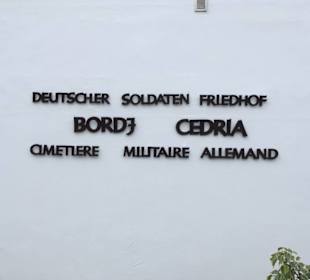 DEUTSCHER SOLDATEN FRIEDHOF
BORDJ CEDRIA
CIMETIERE MILITAIRE ALLEMAND